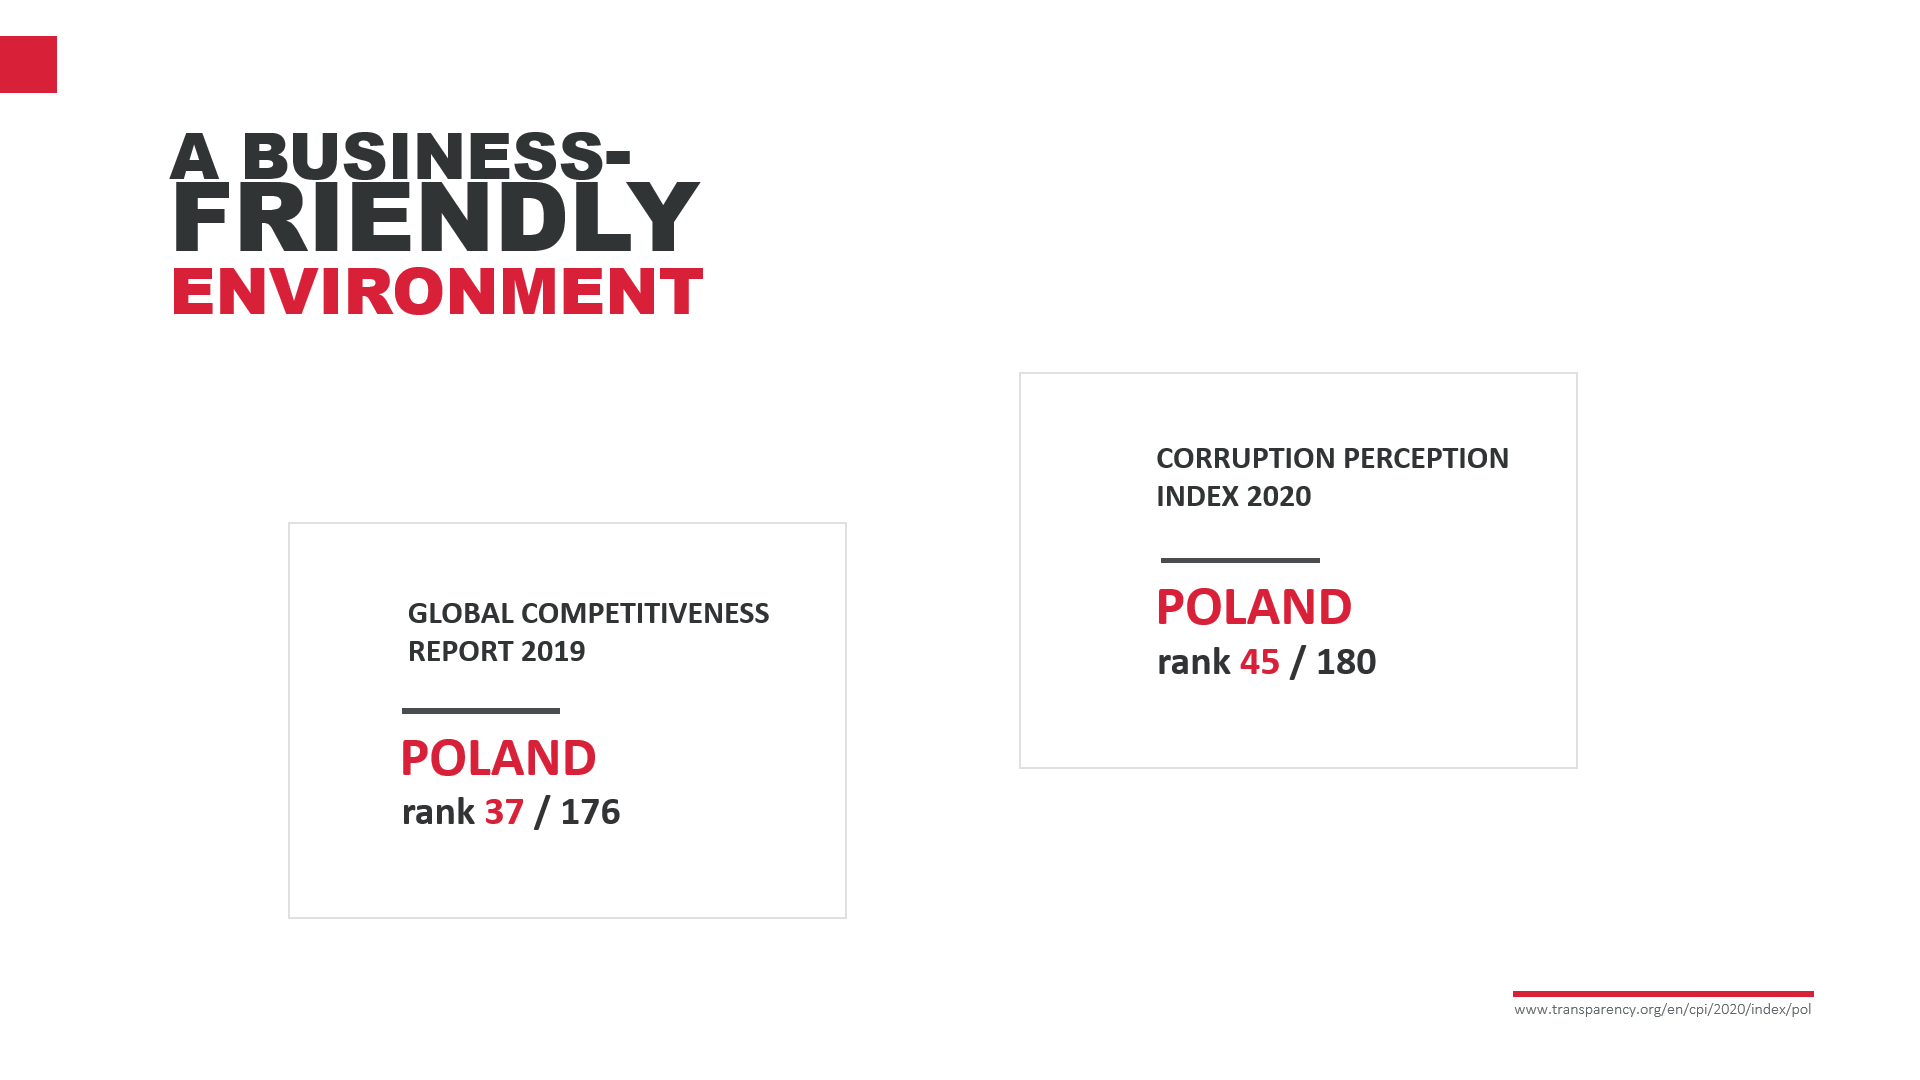 A BUSINESS-
FRIENDLY
ENVIRONMENT
GLOBAL COMPETITIVENESS
REPORT 2019
POLAND
rank 37 / 176
CORRUPTION PERCEPTION
INDEX 2020
POLAND
rank 45 / 180
www.transparency.org/en/cpi/2020/index/pol